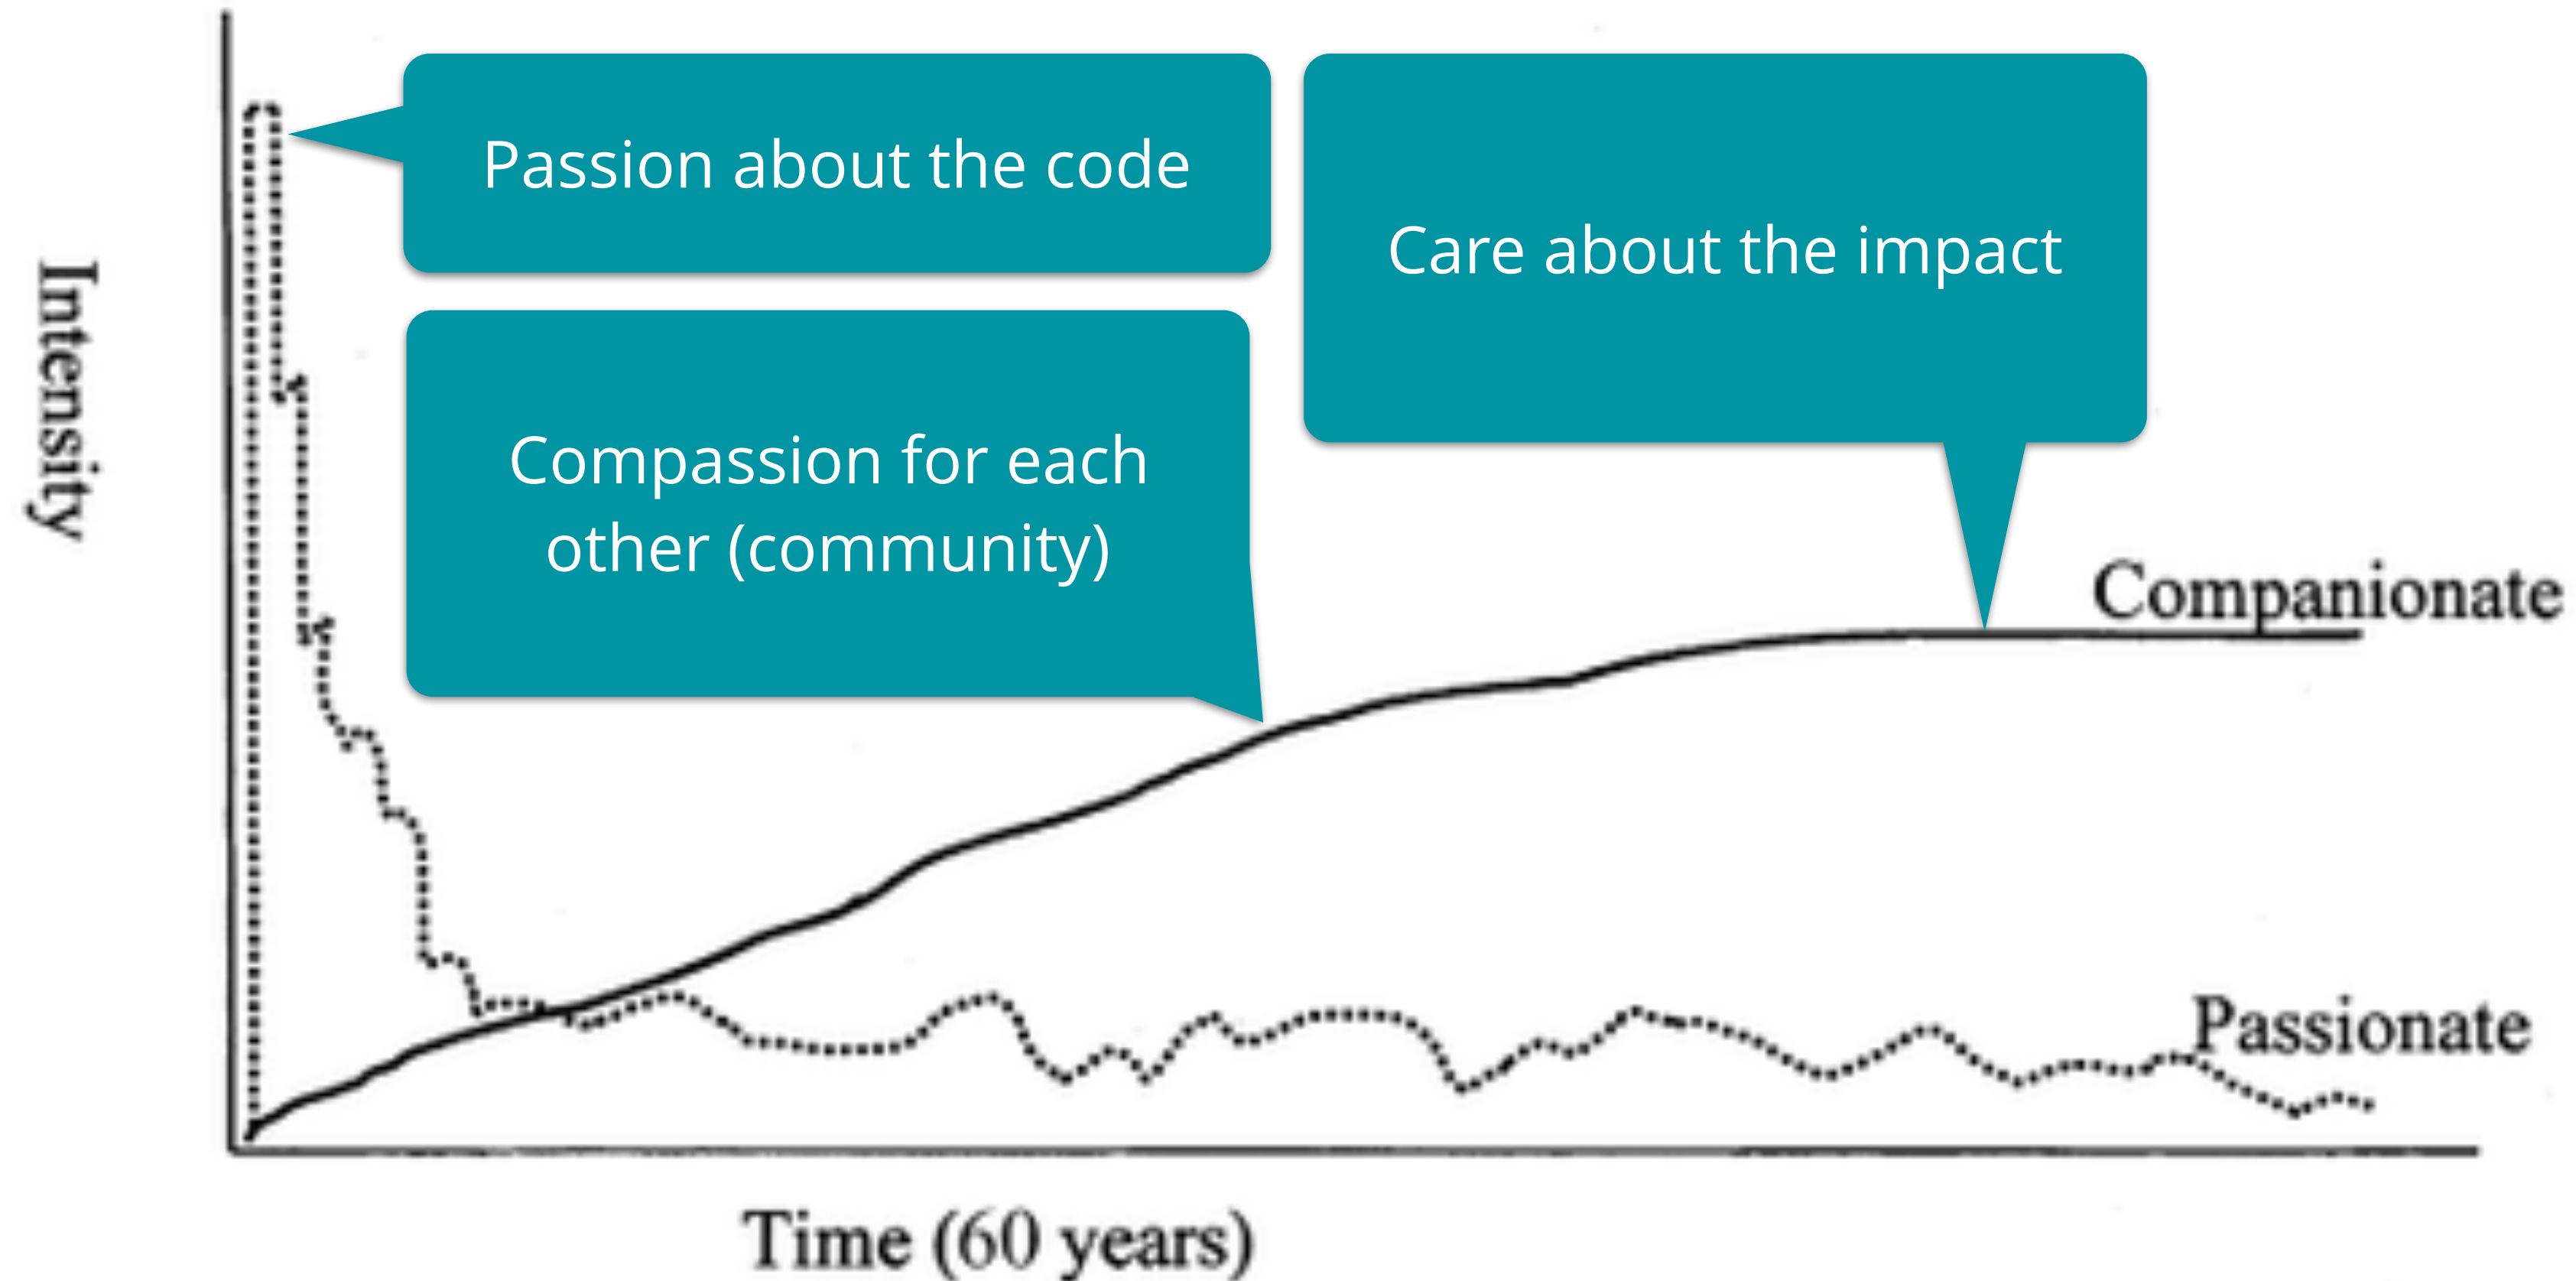 Passion about the code
Care about the impact
Compassion for each
other (community)
Intensity
Companionate
Passionate
Time (60 years)